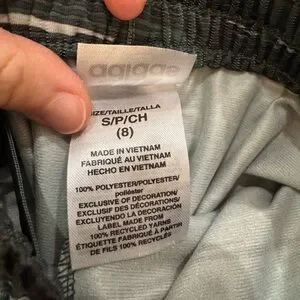 adidas
SIZE/TAILLE/TALLA
S/P/CH
(8)
MADE IN VIETNAM
FABRIQUÉ AU VIETNAM
HECHO EN VIETNAM
100% POLYESTER/POLYESTER/
poliéster
EXCLUSIVE OF DECORATION/
EXCLUSIF DES DÉCORATIONS/
EXCLUYENDO LA DECORACIÓN
LABEL MADE FROM
100% RECYCLED YARNS
ÉTIQUETTE FABRIQUÉ À PARTIR
DE FILS 100% RECYCLÉS